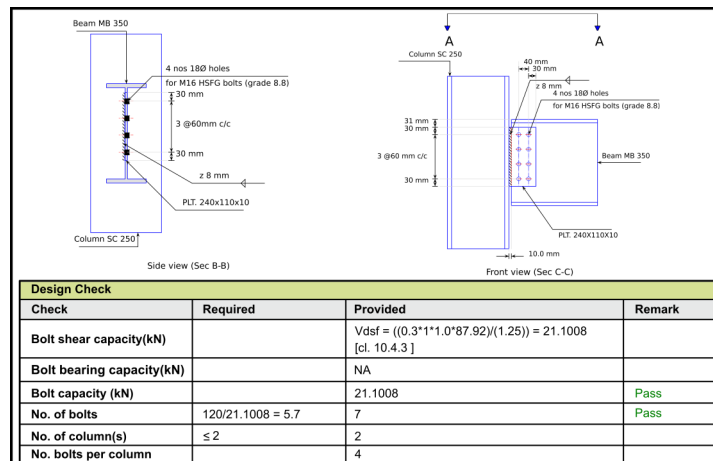 Beam MB 350
4 nos 18Ø holes
for M16 HSFG bolts (grade 8.8)
30 mm
3 @60mm c/c
30 mm
z 8 mm
PLT. 240x110x10
Column SC 250
Side view (Sec B-B)
A
A
Column SC 250
40 mm
30 mm
z 8 mm
4 nos 18Ø holes
for M16 HSFG bolts (grade 8.8)
31 mm
30 mm
3 @60 mm c/c
Beam MB 350
30 mm
PLT. 240X110X10
10.0 mm
Front view (Sec C-C)
Design Check
Check Required Provided Remark
Bolt shear capacity(kN) Vdsf = ((0.3*1*1.0*87.92)/(1.25)) = 21.1008
[cl. 10.4.3 ]
Bolt bearing capacity(kN) NA
Bolt capacity (kN) 21.1008 Pass
No. of bolts 120/21.1008 = 5.7 7 Pass
No. of column(s) ≤ 2 2
No. bolts per column 4